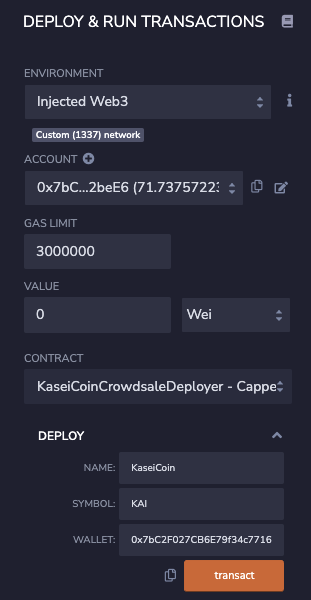 DEPLOY & RUN TRANSACTIONS
ENVIRONMENT
Injected Web3
Custom (1337) network
ACCOUNT
0x7bC...2beE6 (71.73757223
GAS LIMIT
3000000
VALUE
0 Wei
CONTRACT
KaseiCoinCrowdsaleDeployer - Cappe
DEPLOY
NAME: KaseiCoin
SYMBOL: KAI
WALLET: 0x7bC2F027CB6E79f34c7716
transact